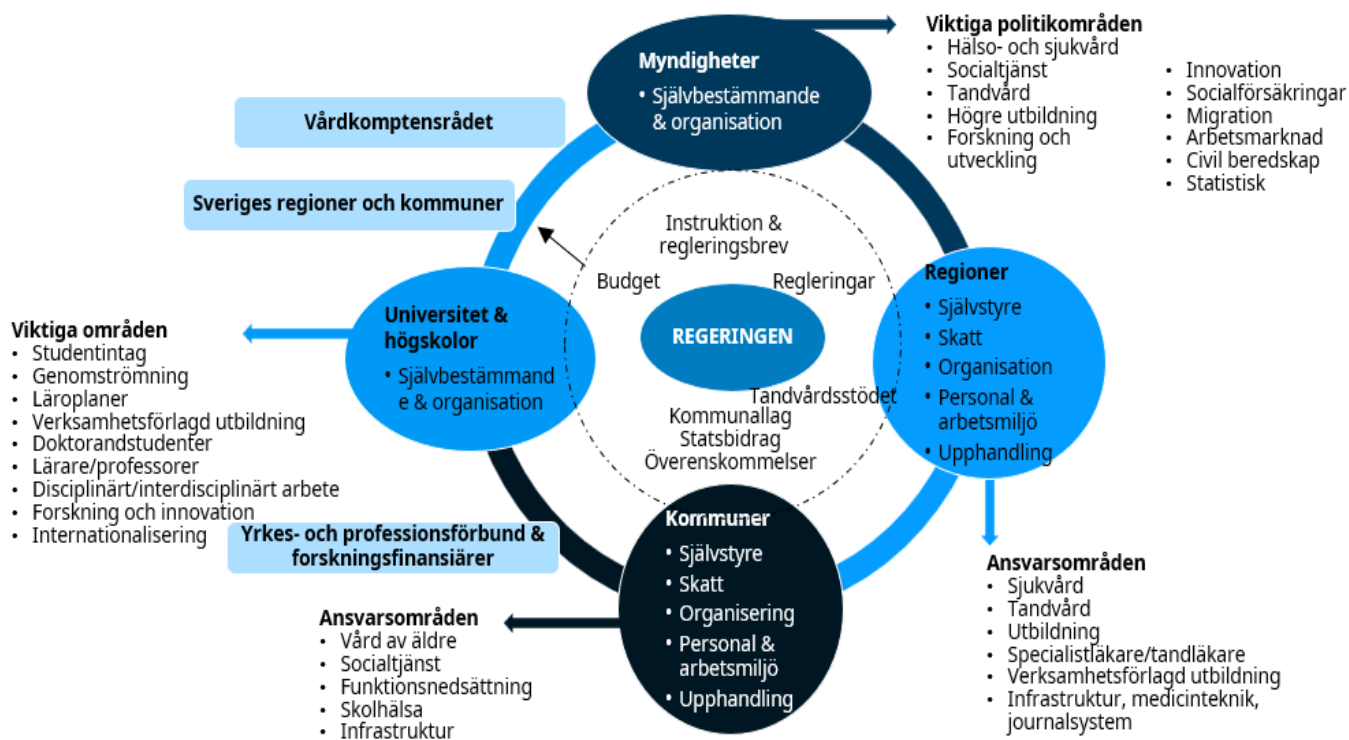 Viktiga politikområden
• Hälso- och sjukvård
• Socialtjänst
• Tandvård
• Högre utbildning
• Forskning och
utveckling
• Innovation
• Socialförsäkringar
• Migration
• Arbetsmarknad
• Civil beredskap
• Statistisk
Myndigheter
• Självbestämmande
& organisation
Vårdkomptensrådet
Sveriges regioner och kommuner
Instruktion &
regleringsbrev
Budget
Regleringar
REGERINGEN
Tandvårdsstödet
Kommunallag
Statsbidrag
Överenskommelser
Regioner
• Självstyre
• Skatt
• Organisation
• Personal &
arbetsmiljö
• Upphandling
Universitet &
högskolor
• Självbestämmand
e & organisation
Viktiga områden
• Studentintag
• Genomströmning
• Läroplaner
• Verksamhetsförlagd utbildning
• Doktorandstudenter
• Lärare/professorer
• Disciplinärt/interdisciplinärt arbete
• Forskning och innovation
• Internationalisering
Yrkes- och professionsförbund &
forskningsfinansiärer
Kommuner
• Självstyre
• Skatt
• Organisering
• Personal &
arbetsmiljö
• Upphandling
Ansvarsområden
• Vård av äldre
• Socialtjänst
• Funktionsnedsättning
• Skolhälsa
• Infrastruktur
Ansvarsområden
• Sjukvård
• Tandvård
• Utbildning
• Specialistläkare/tandläkare
• Verksamhetsförlagd utbildning
• Infrastruktur, medicinteknik,
journalsystem